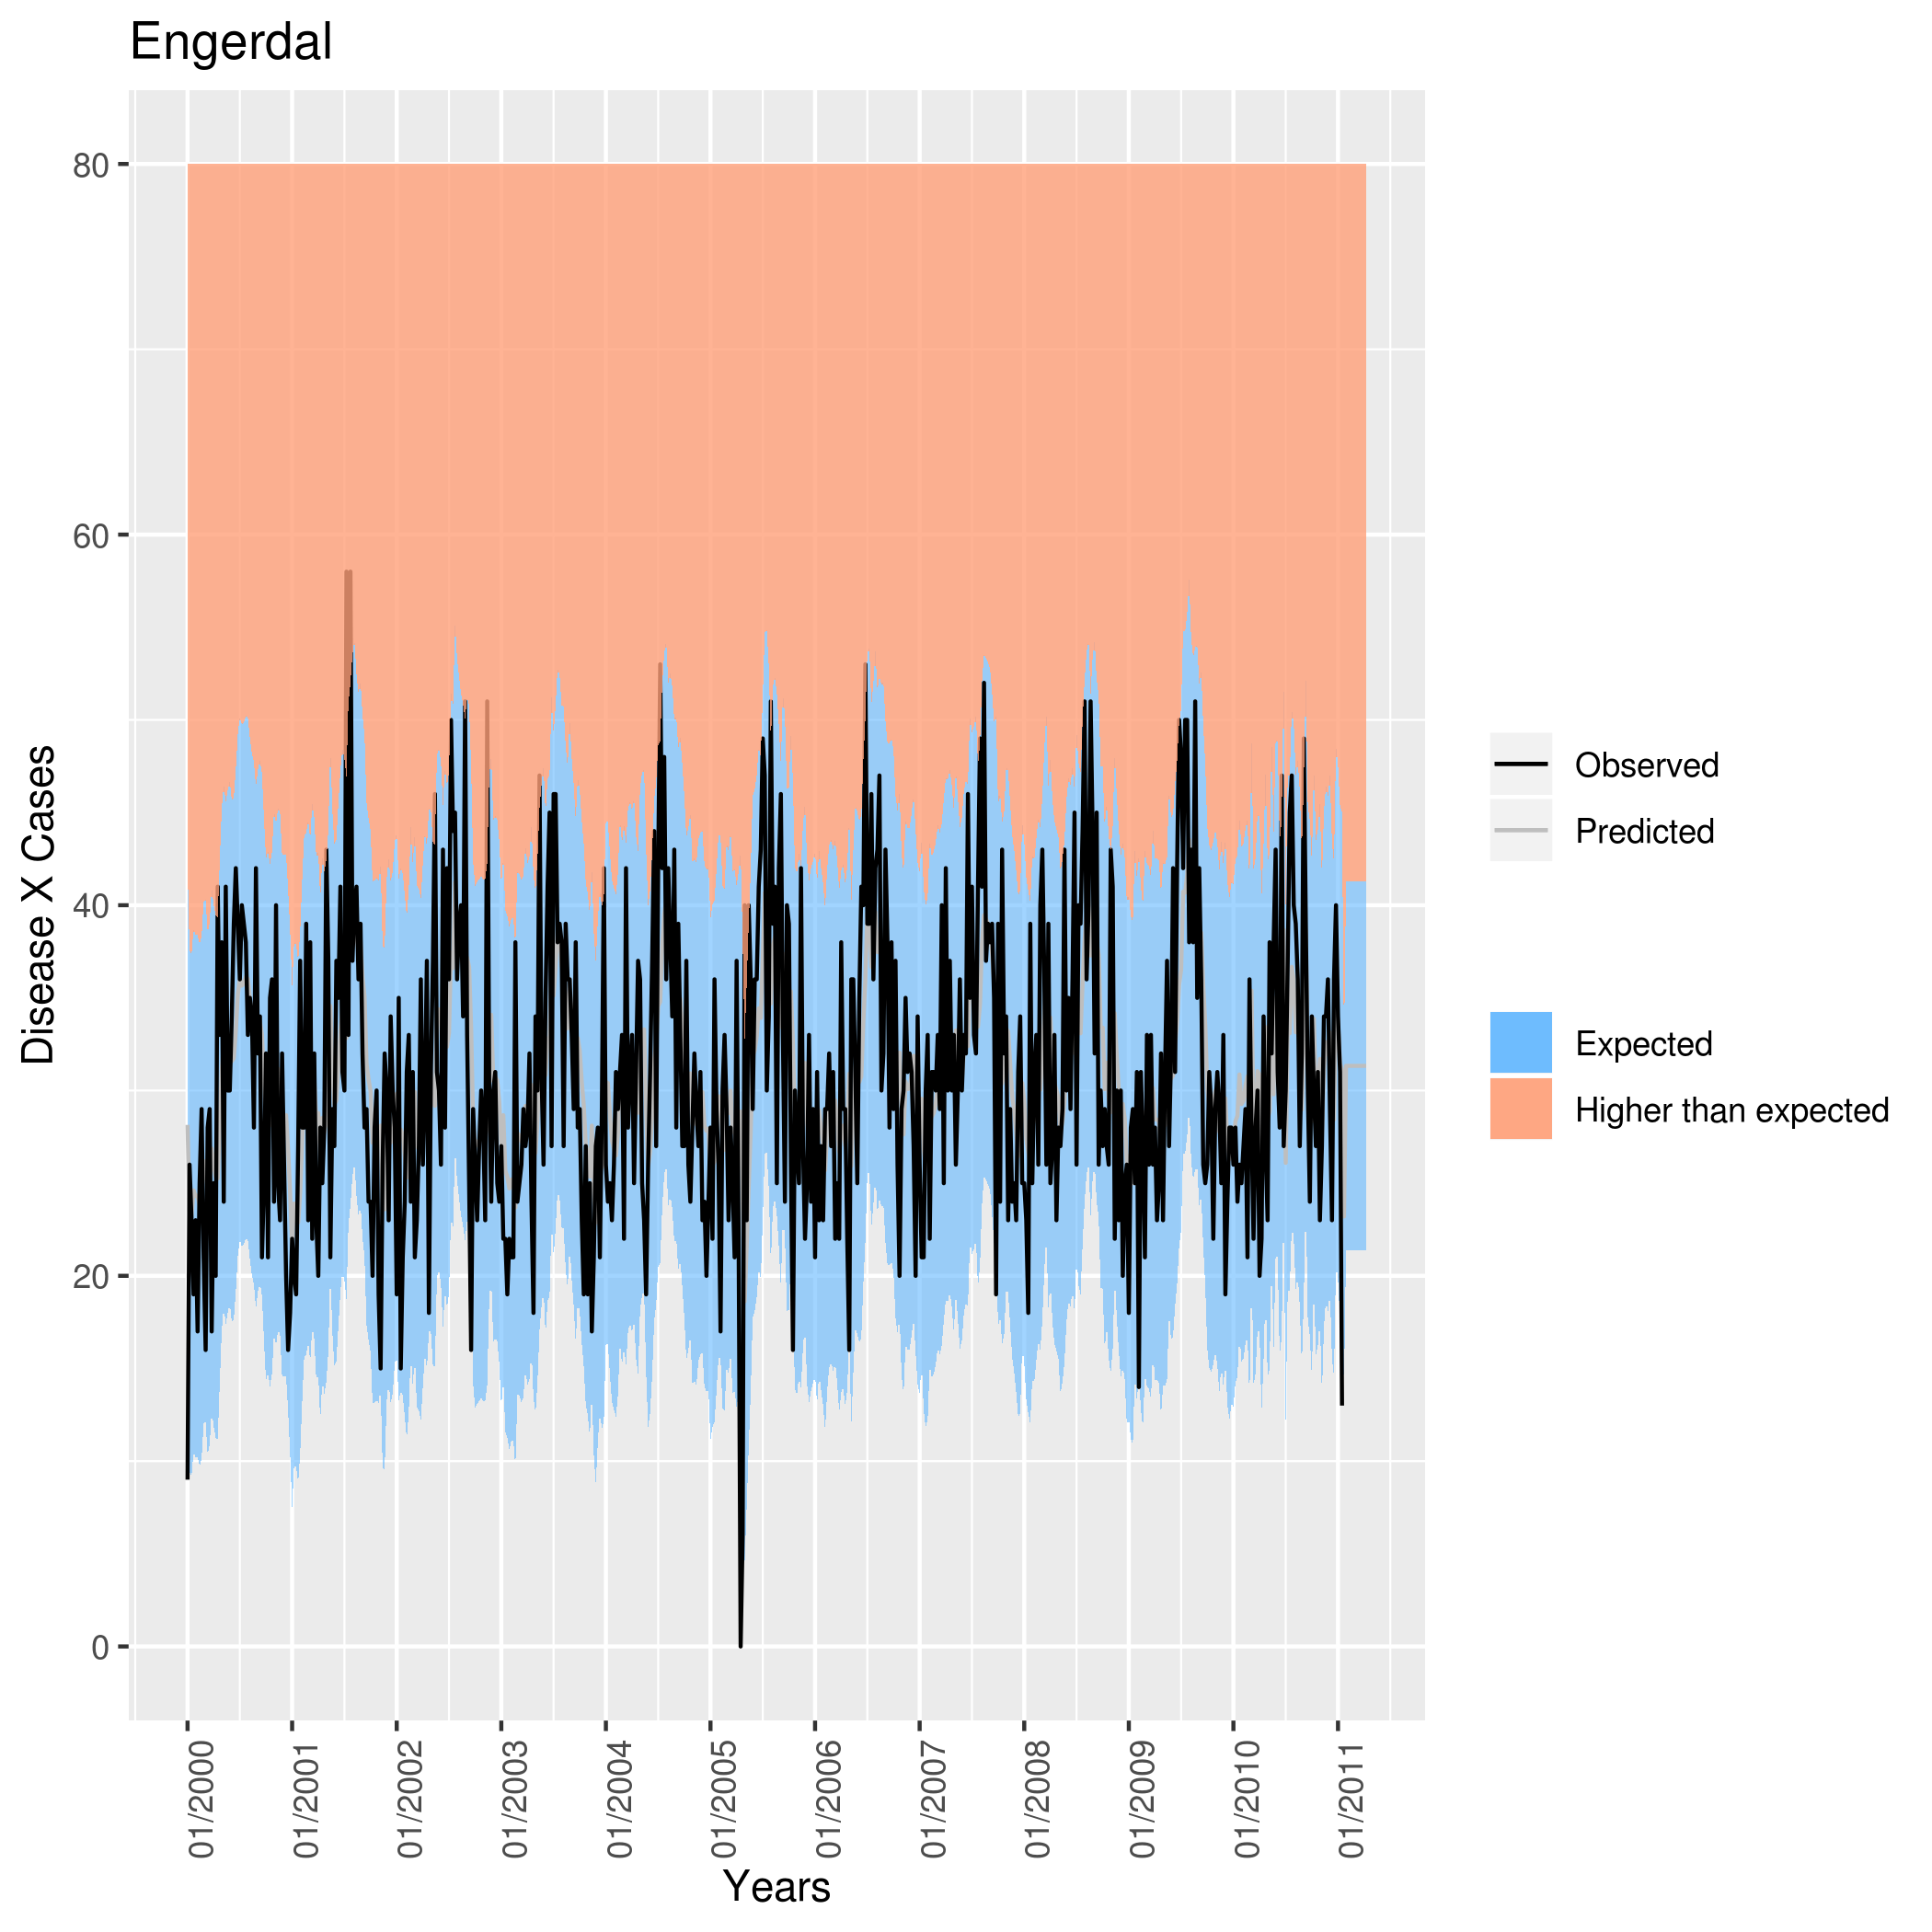 Engerdal
80
60
40
20
0
Disease X Cases
01/2000
01/2001
01/2002
01/2003
01/2004
01/2005
01/2006
01/2007
01/2008
01/2009
01/2010
01/2011
Years
Observed
Predicted
Expected
Higher than expected